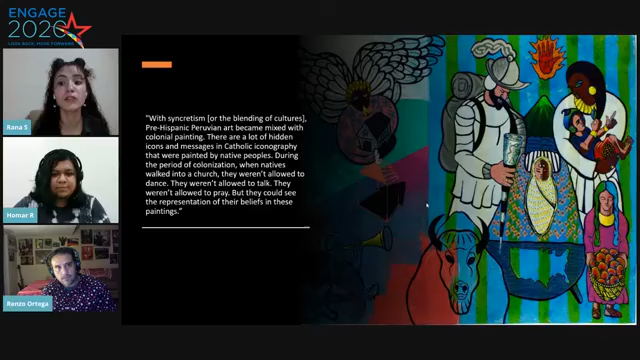 ENGAGE
2020
LOOK BACK, MOVE FORWARD
Rana S
Homar R
Renzo Ortega
"With syncretism [or the blending of cultures],
Pre-Hispanic Peruvian art became mixed with
colonial painting. There are a lot of hidden
icons and messages in Catholic iconography
that were painted by native peoples. During
the period of colonization, when natives
walked into a church, they weren't allowed to
dance. They weren't allowed to talk. They
weren't allowed to pray. But they could see
the representation of their beliefs in these
paintings."